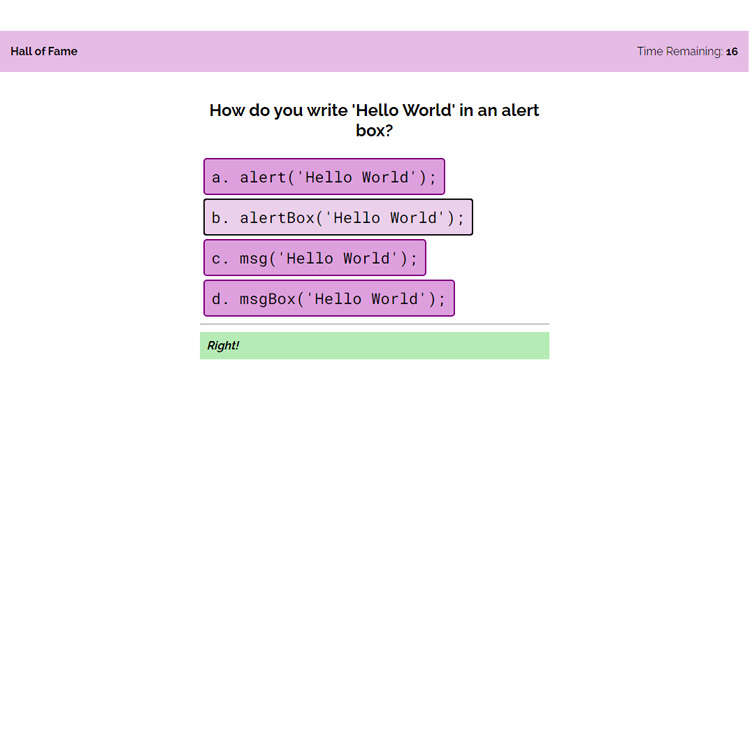 Hall of Fame
Time Remaining: 16
How do you write 'Hello World' in an alert
box?
a. alert('Hello World');
b. alertBox('Hello World');
c. msg('Hello World');
d. msgBox('Hello World');
Right!